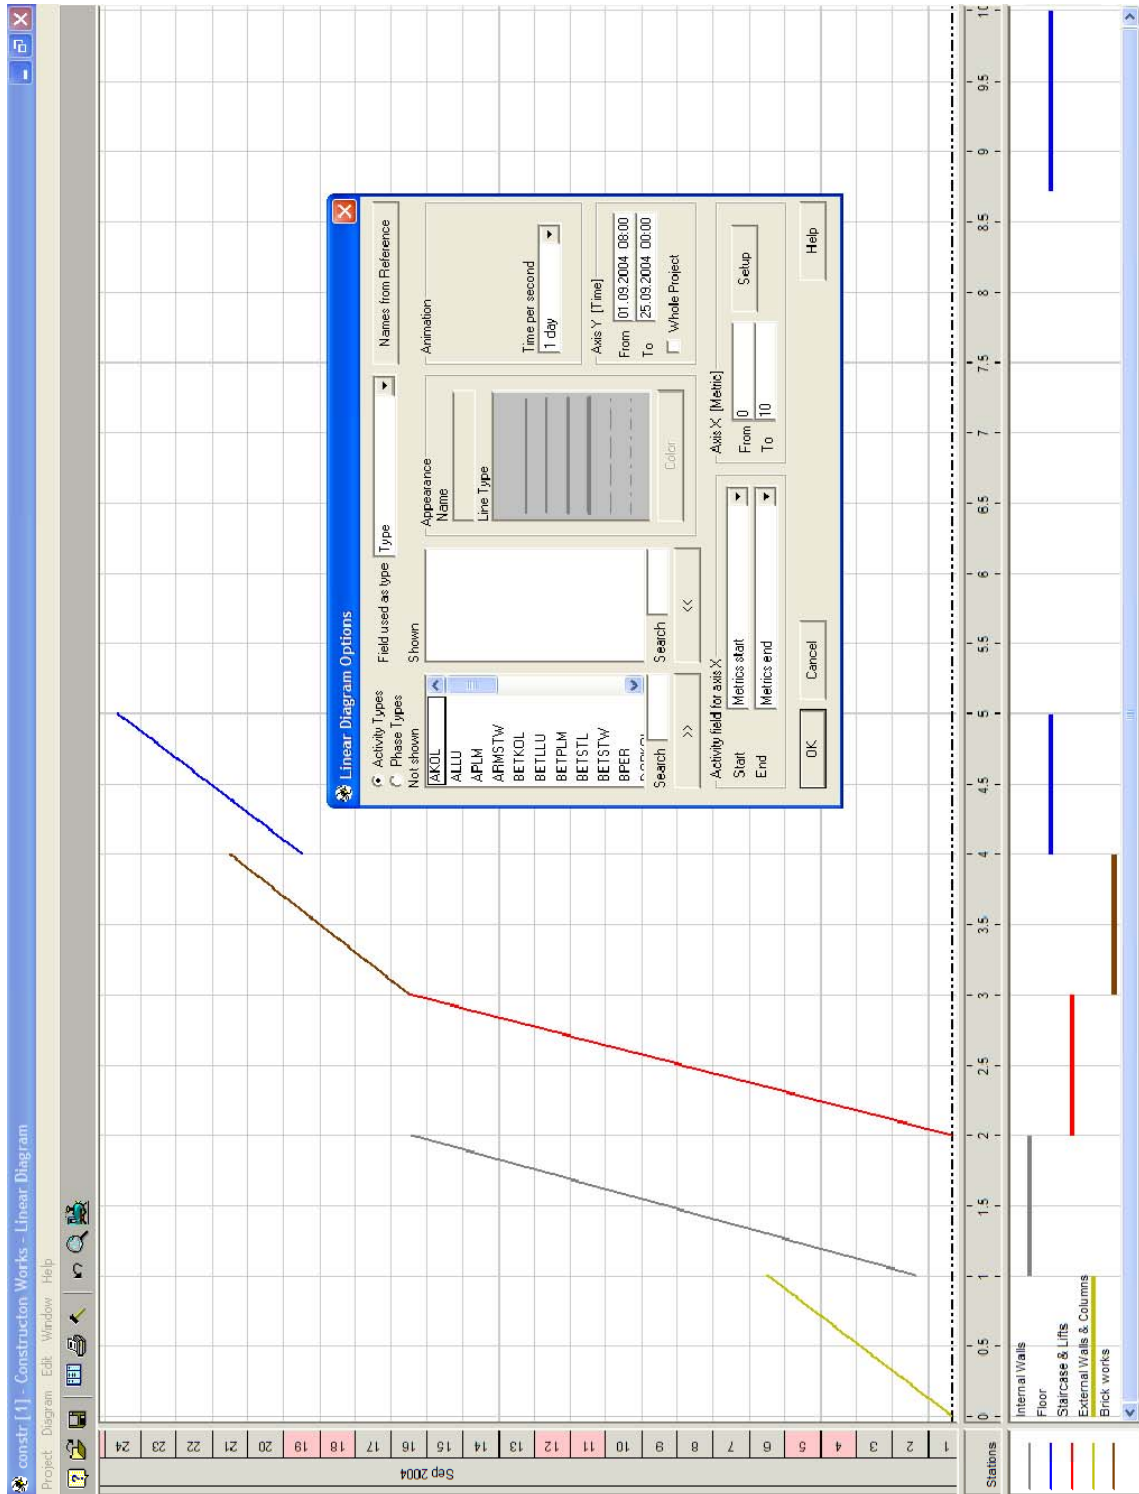 constr [1] - Constructon Works - Linear Diagram
Project Diagram Edit Window Help
Sep 2004
24
23
22
21
20
19
18
17
16
15
14
13
12
11
10
9
8
7
6
5
4
3
2
1
Linear Diagram Options
Activity Types
Phase Types
Field used as type
Type
Names from Reference
Not shown
AKOL
ALLU
APLM
ARMSTW
BETKOL
BETLLU
BETPLM
BETSTL
BETSTW
BPER
Search
>>
Shown
Search
<<
Appearance
Name
Line Type
Color
Animation
Time per second
1 day
Axis Y [Time]
From 01.09.2004 08:00
To 25.09.2004 00:00
Whole Project
Activity field for axis X
Start Metrics start
End Metrics end
Axis X [Metric]
From 0
To 10
Setup
OK
Cancel
Help
Stations
0 0.5 1 1.5 2 2.5 3 3.5 4 4.5 5 5.5 6 6.5 7 7.5 8 8.5 9 9.5 10
Internal Walls
Floor
Staircase & Lifts
External Walls & Columns
Brick works